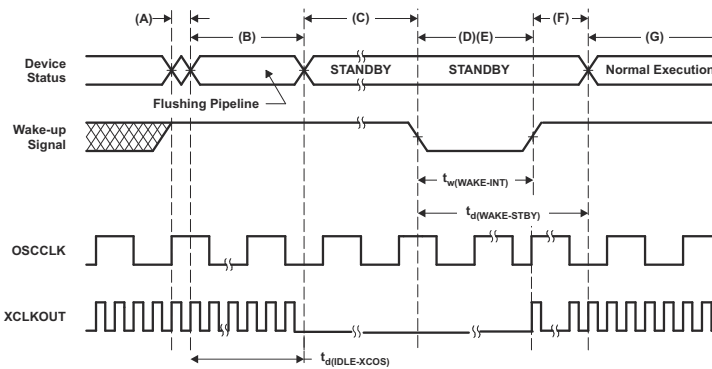 (A)
(B)
(C)
(D)(E)
(F)
(G)
Device
Status
STANDBY
STANDBY
Normal Execution
Flushing Pipeline
Wake-up
Signal
tw(WAKE-INT)
td(WAKE-STBY)
OSCCLK
XCLKOUT
td(IDLE-XCOS)